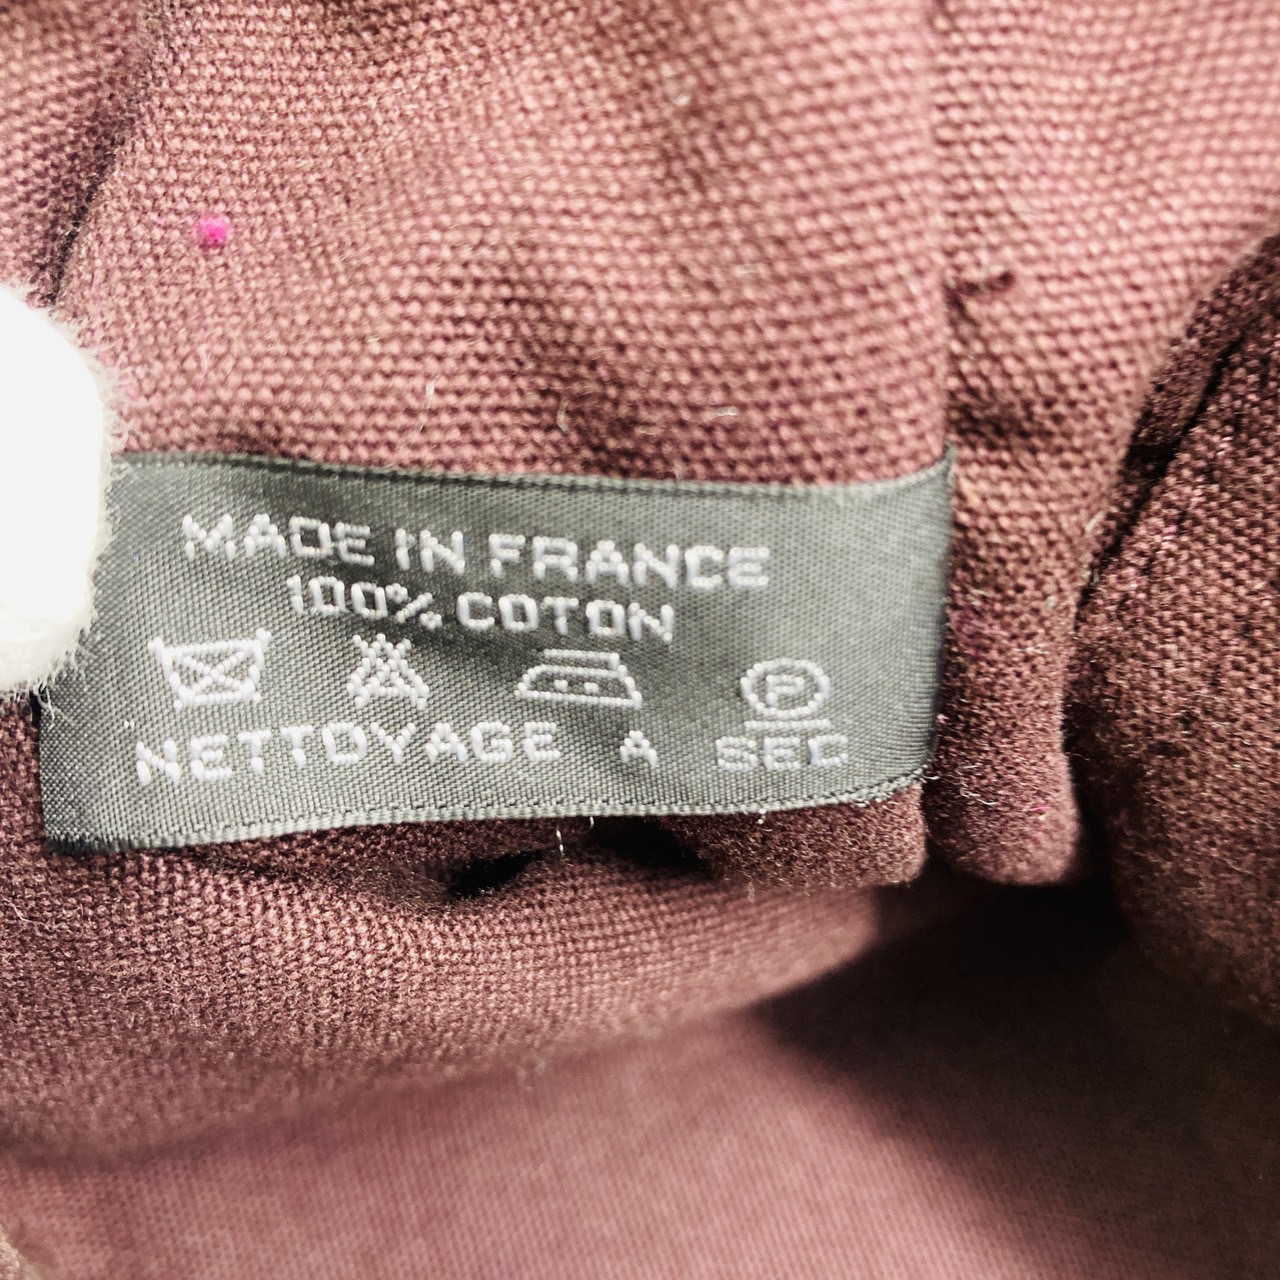 MADE IN FRANCE
100% COTON
P
NETTOYAGE A SEC